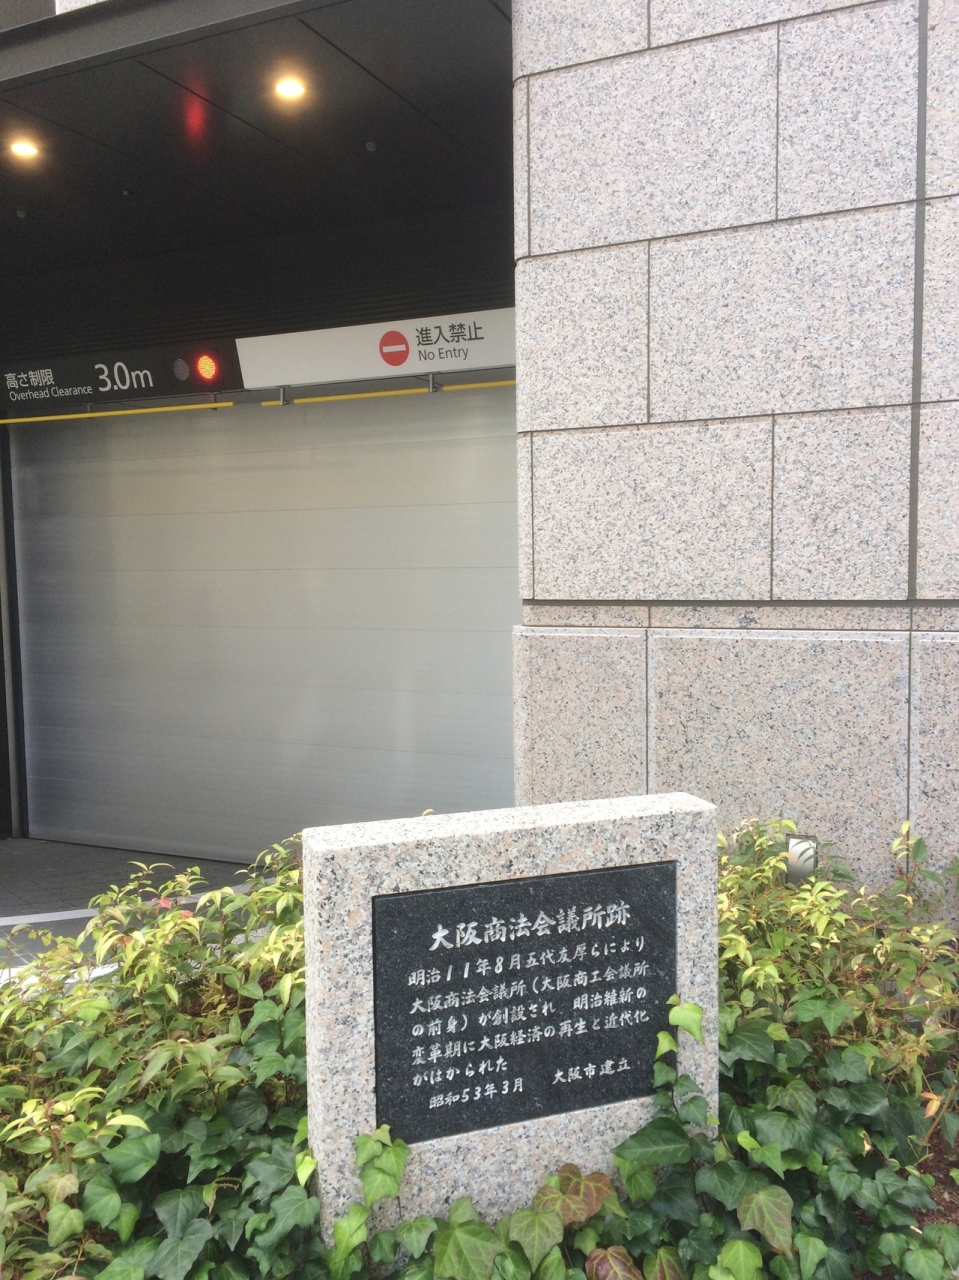 進入禁止
No Entry
高さ制限
Overhead Clearance
3.0m
大阪商法会議所跡
明治11年8月五代友厚らにより
大阪商法会議所(大阪商工会議所
の前身)が創設され 明治維新の
変革期に大阪経済の再生と近代化
がはかられた
昭和53年3月 大阪市建立